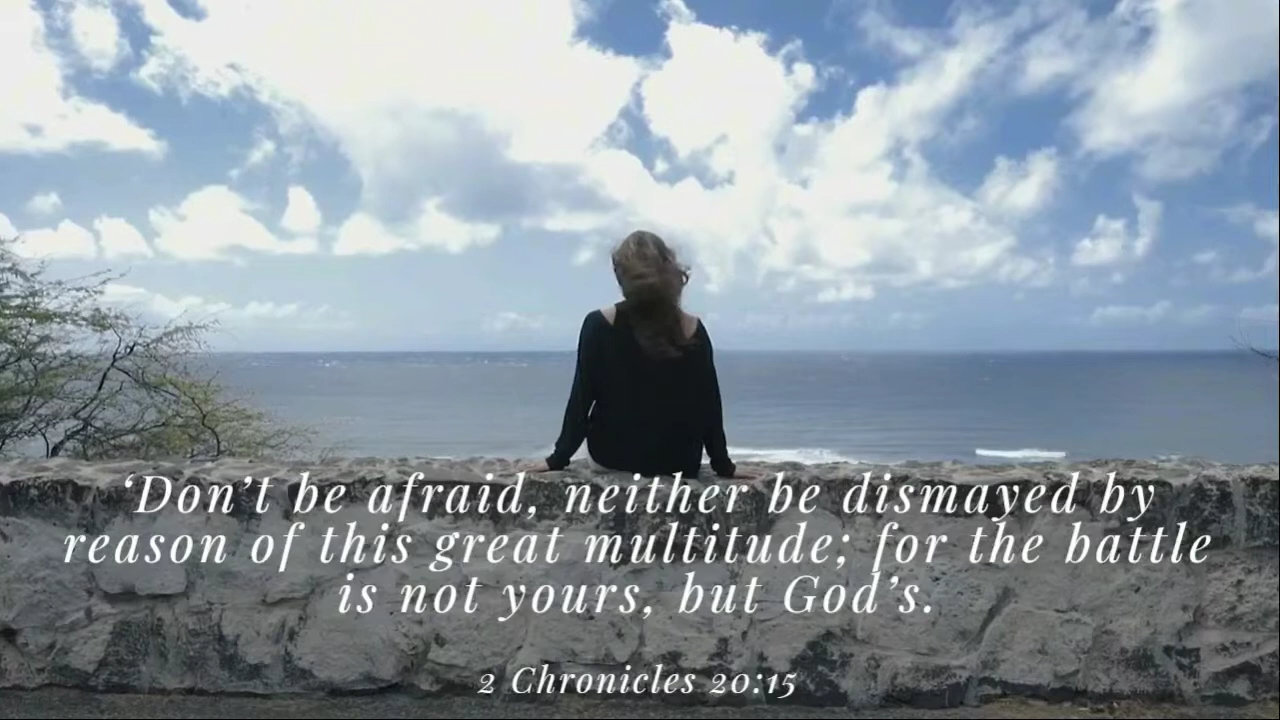 ‘Don’t be afraid, neither be dismayed by
reason of this great multitude; for the battle
is not yours, but God’s.
2 Chronicles 20:15